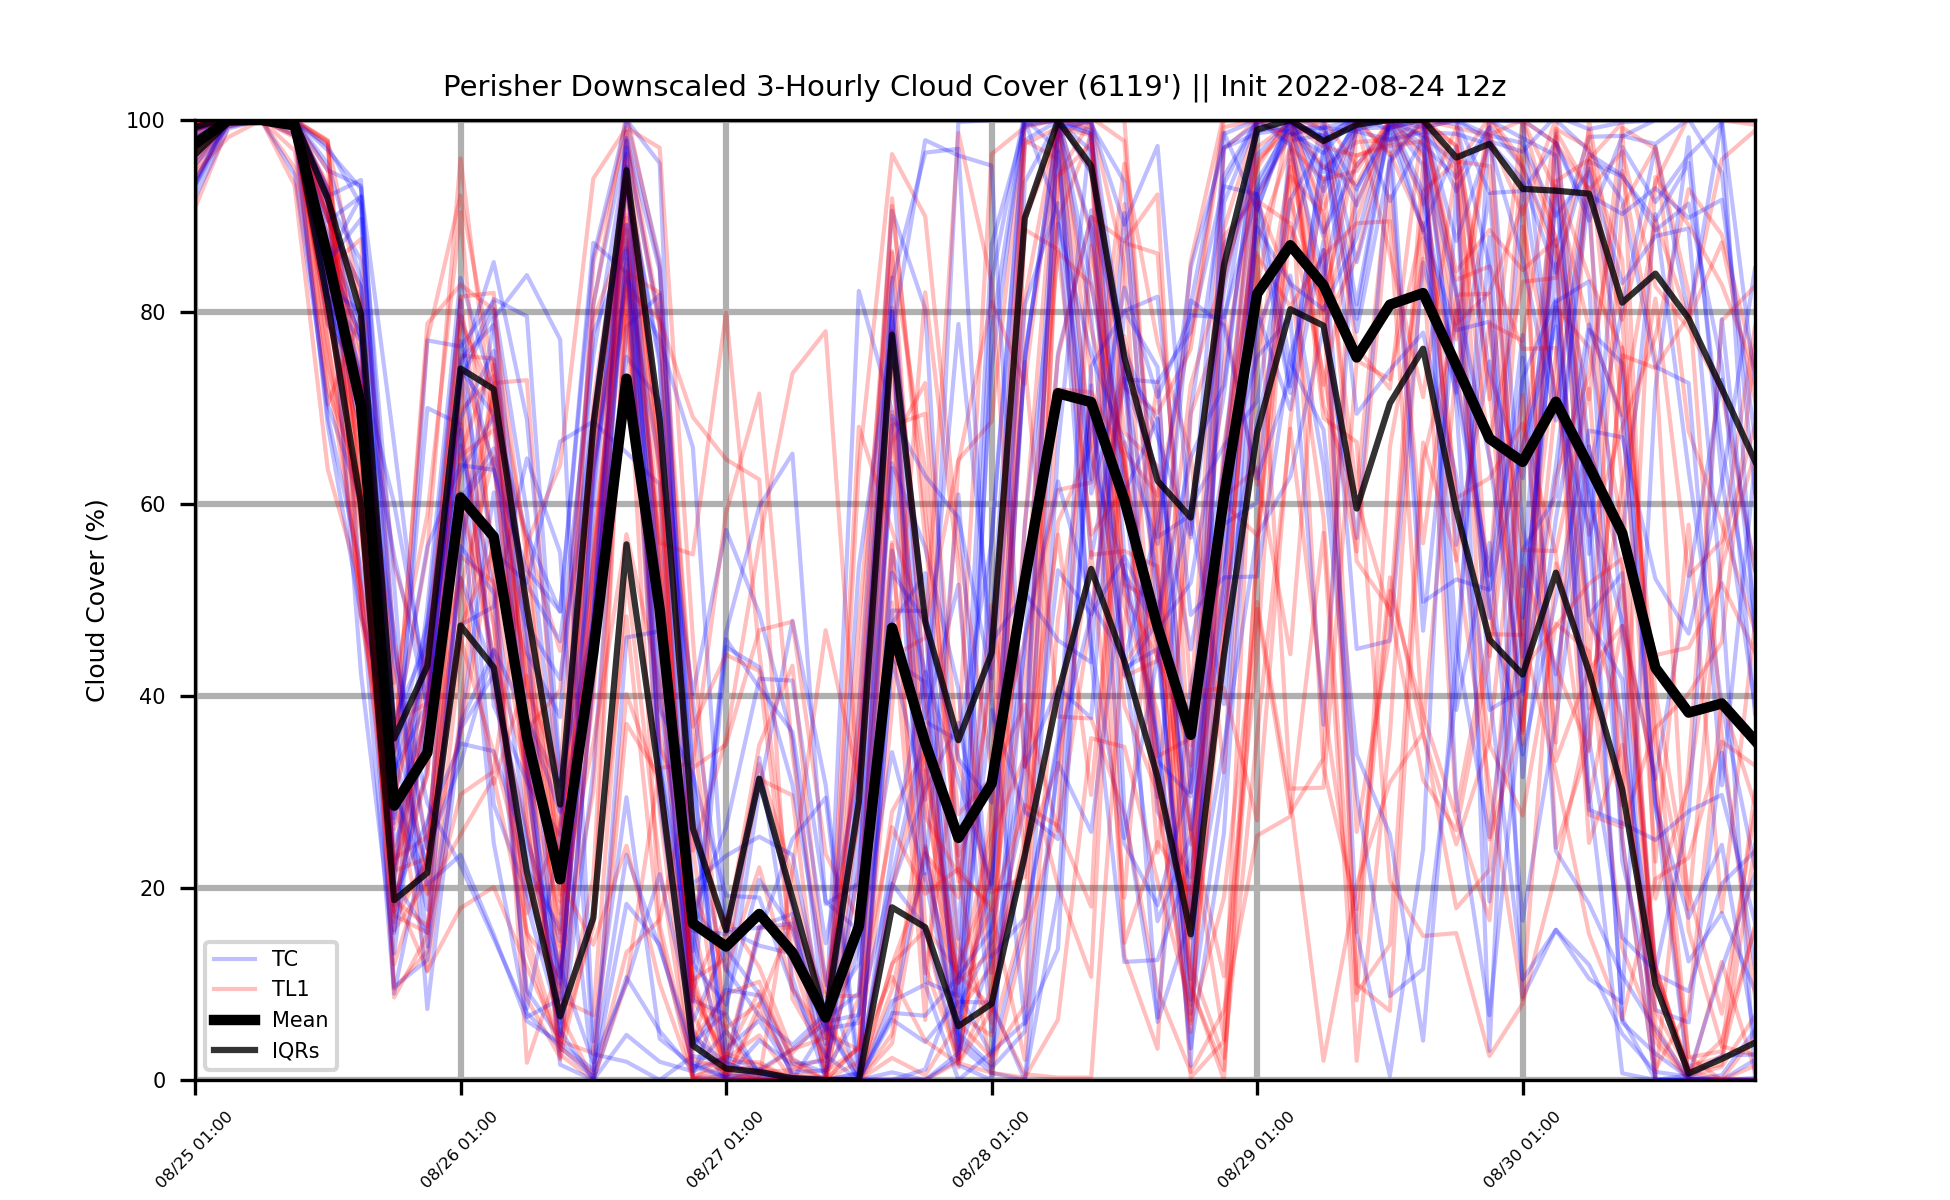 Perisher Downscaled 3-Hourly Cloud Cover (6119') || Init 2022-08-24 12z
100
80
60
40
20
0
Cloud Cover (%)
TC
TL1
Mean
IQRs
08/25 01:00
08/26 01:00
08/27 01:00
08/28 01:00
08/29 01:00
08/30 01:00